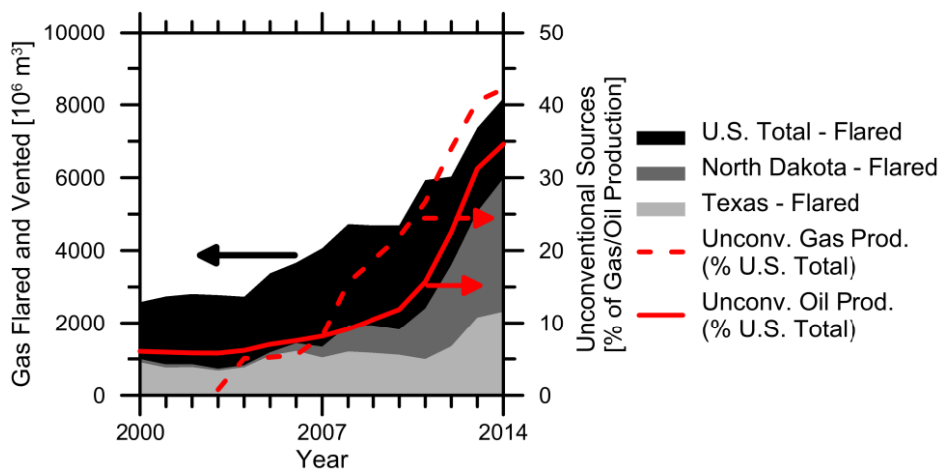 Gas Flared and Vented [10⁶ m³]
10000
8000
6000
4000
2000
0
2000
2007
2014
Year
50
40
30
20
10
0
Unconventional Sources
[% of Gas/Oil Production]
U.S. Total - Flared
North Dakota - Flared
Texas - Flared
Unconv. Gas Prod.
(% U.S. Total)
Unconv. Oil Prod.
(% U.S. Total)